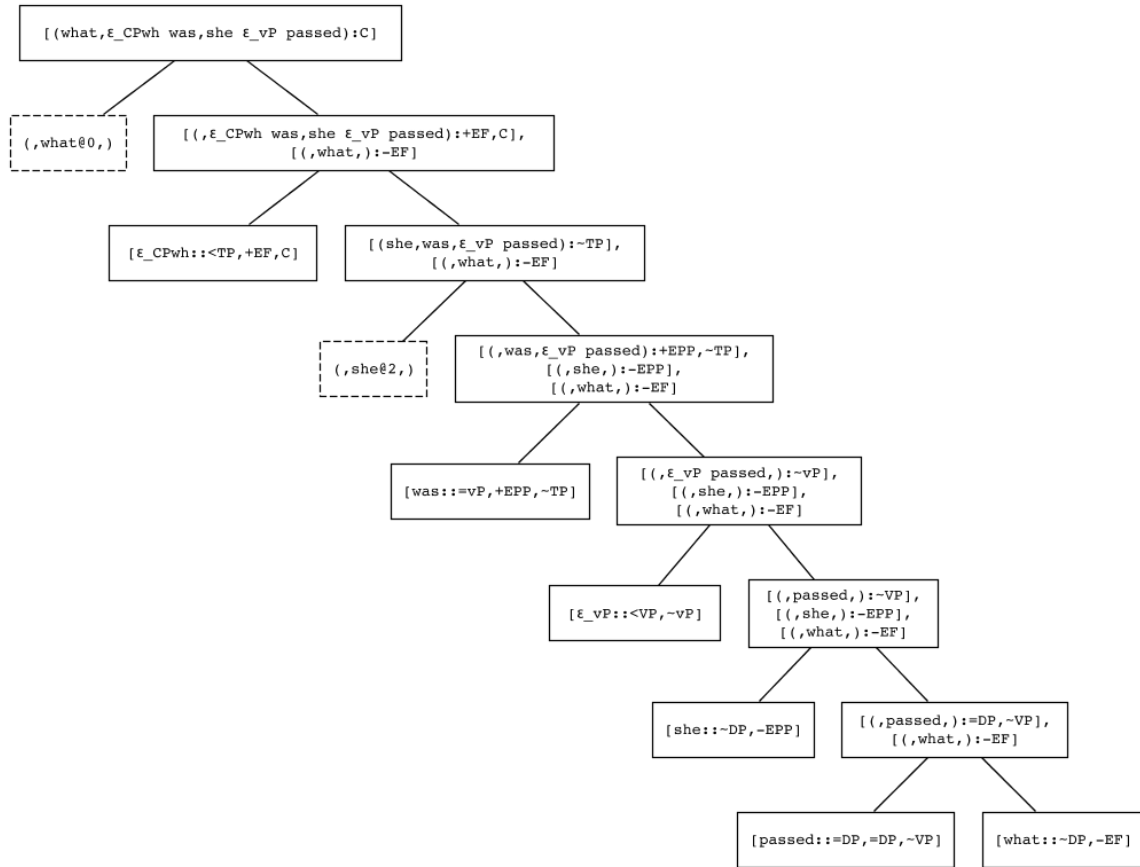 [(what,ε_CPwh was,she ε_vP passed):C]
(,what@0,)
[(,ε_CPwh was,she ε_vP passed):+EF,C],
[(,what,):-EF]
[ε_CPwh::<TP,+EF,C]
[(she,was,ε_vP passed):~TP],
[(,what,):-EF]
(,she@2,)
[(,was,ε_vP passed):+EPP,~TP],
[(,she,):-EPP],
[(,what,):-EF]
[was::=vP,+EPP,~TP]
[(,ε_vP passed,):~vP],
[(,she,):-EPP],
[(,what,):-EF]
[ε_vP::<VP,~vP]
[(,passed,):~VP],
[(,she,):-EPP],
[(,what,):-EF]
[she::~DP,-EPP]
[(,passed,):=DP,~VP],
[(,what,):-EF]
[passed::=DP,=DP,~VP]
[what::~DP,-EF]